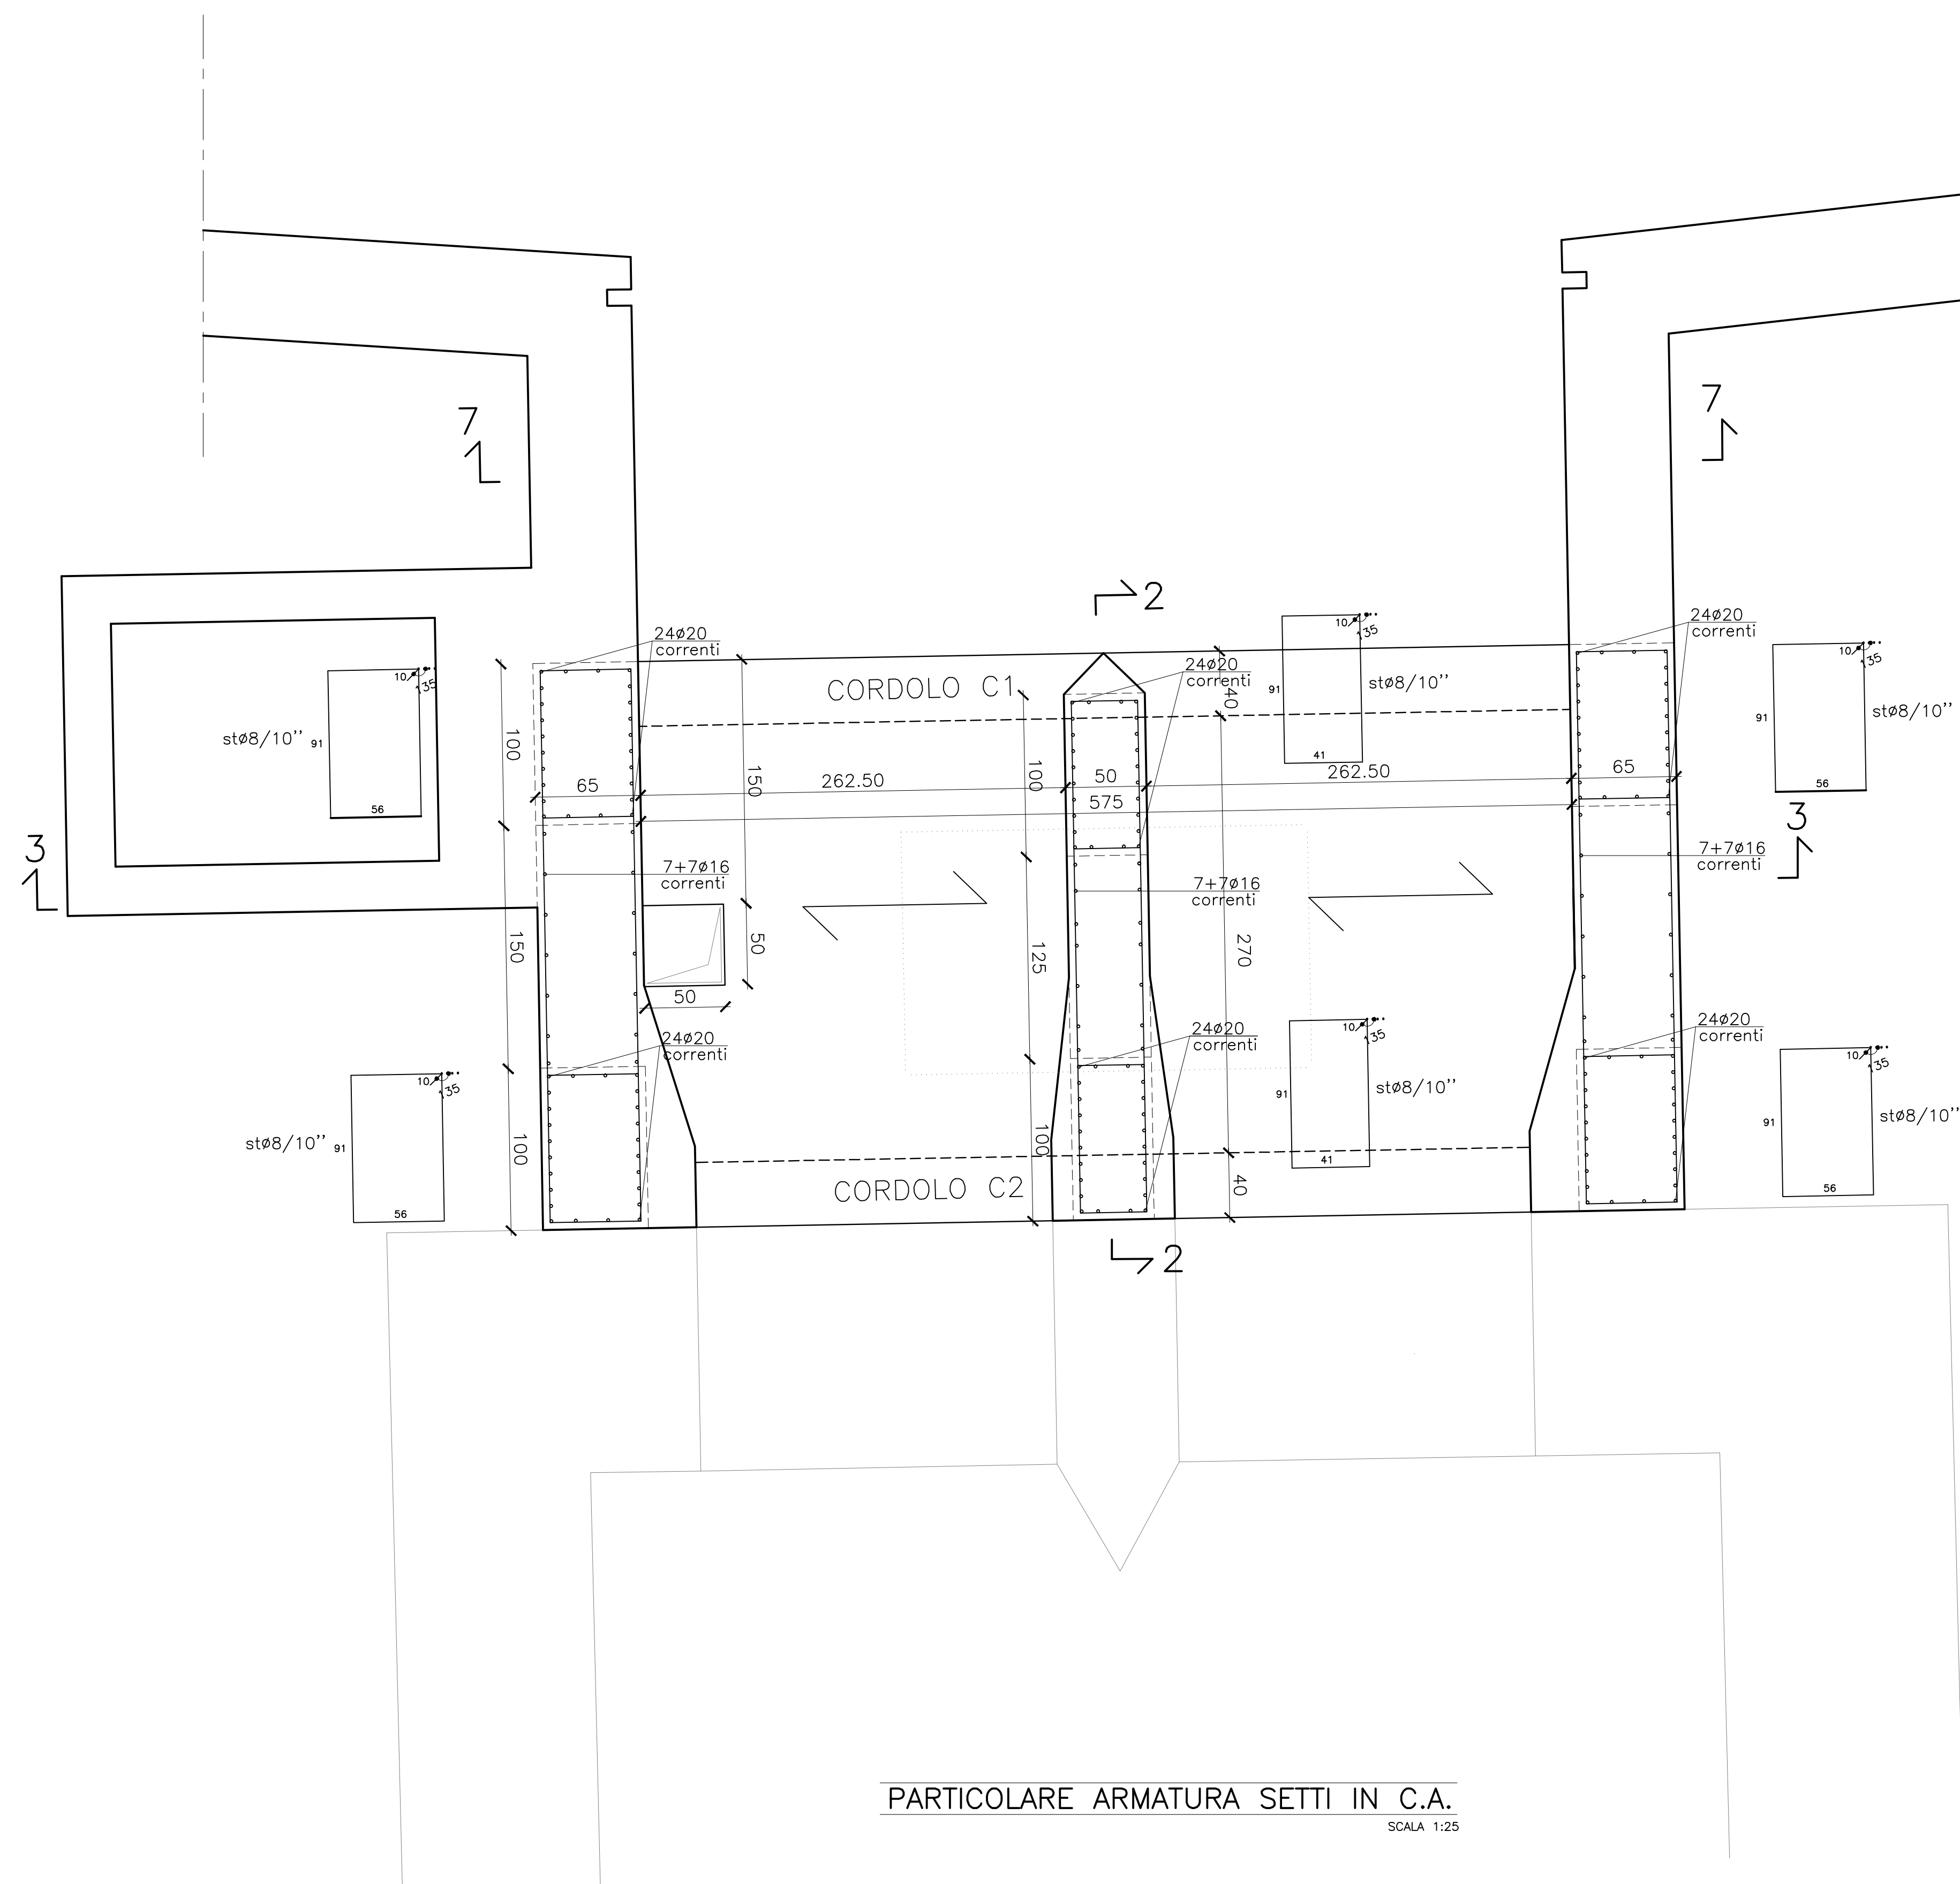 7
7
2
24ø20
correnti
10
135
stø8/10''
91
56
CORDOLO C1
24ø20
correnti
40
10
135
91
stø8/10''
41
24ø20
correnti
10
135
91
stø8/10''
56
100
65
150
262.50
100
50
575
262.50
65
3
3
7+7ø16
correnti
7+7ø16
correnti
7+7ø16
correnti
150
50
50
125
270
24ø20
correnti
24ø20
correnti
24ø20
correnti
10
135
stø8/10''
91
56
10
135
91
stø8/10''
41
10
135
91
stø8/10''
56
100
100
CORDOLO C2
40
2
PARTICOLARE ARMATURA SETTI IN C.A.
SCALA 1:25